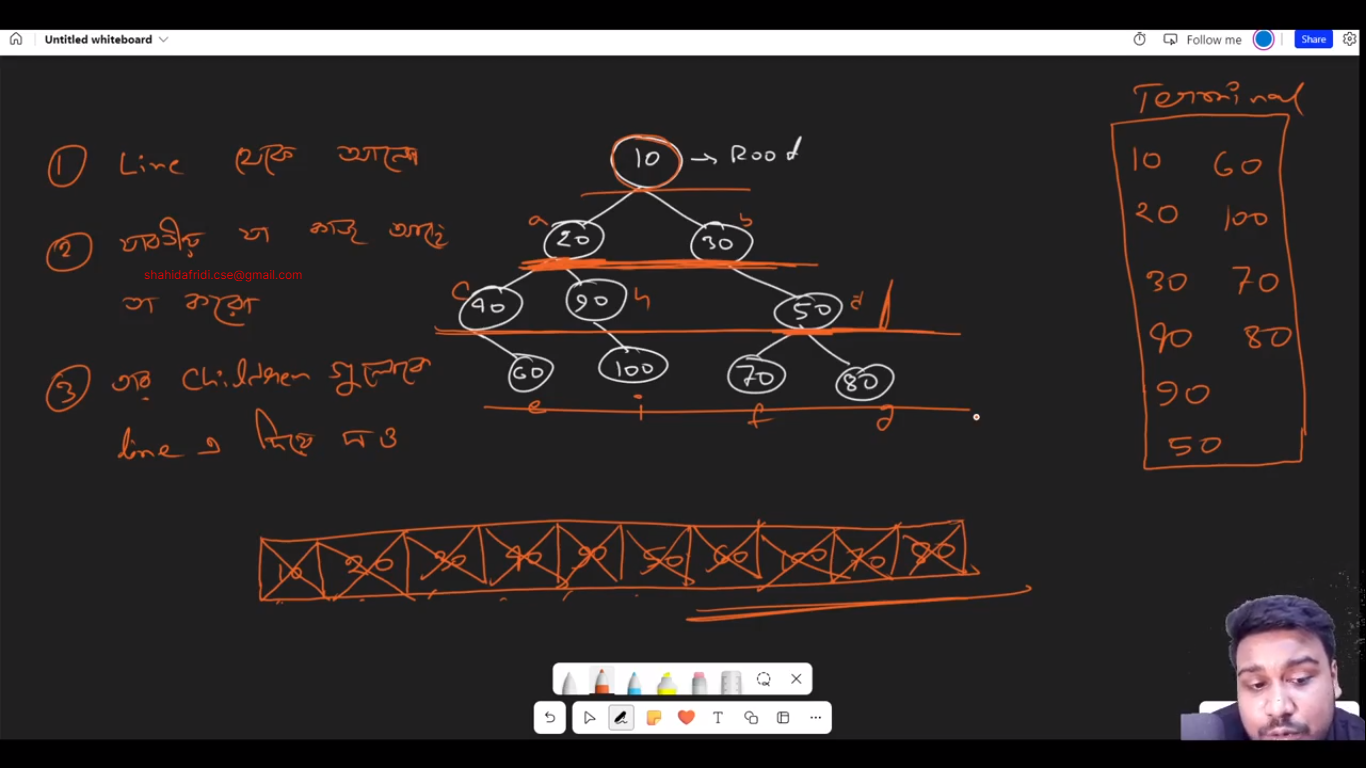 Untitled whiteboard
Follow me
Share
① Line থেকে আনো
② যাবতীয় যা কাজ আছে
shahidafridi.cse@gmail.com
তা করো
③ তার Children গুলোকে
line এ দিয়ে দাও
10 → Root
a 20 b 30
c 40 90 h 50 d
60 100 70 80
e i f g
10 20 30 40 90 50 60 100 70 80
Terminal
10 60
20 100
30 70
40 80
90
50
T